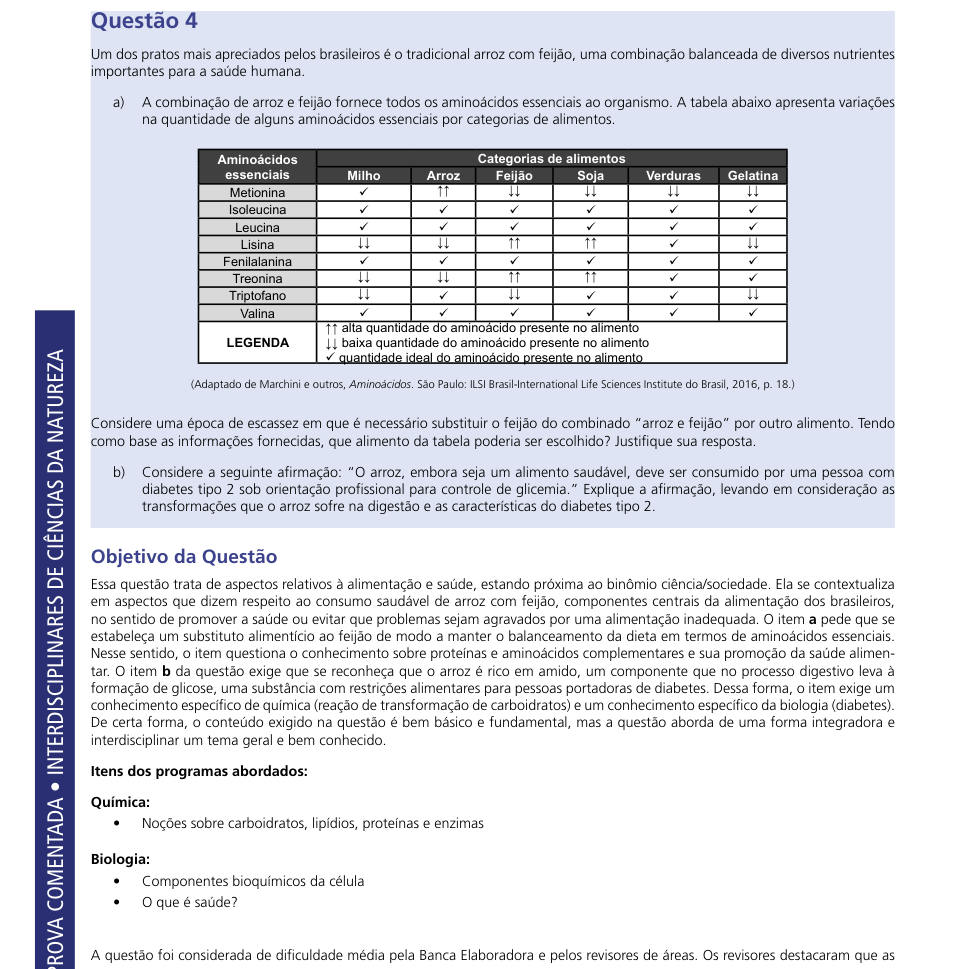 Questão 4
Um dos pratos mais apreciados pelos brasileiros é o tradicional arroz com feijão, uma combinação balanceada de diversos nutrientes
importantes para a saúde humana.
a) A combinação de arroz e feijão fornece todos os aminoácidos essenciais ao organismo. A tabela abaixo apresenta variações
na quantidade de alguns aminoácidos essenciais por categorias de alimentos.
Aminoácidos essenciais Categorias de alimentos
Milho Arroz Feijão Soja Verduras Gelatina
Metionina ✓ ↑↑ ↓↓ ↓↓ ↓↓ ↓↓
Isoleucina ✓ ✓ ✓ ✓ ✓ ✓
Leucina ✓ ✓ ✓ ✓ ✓ ✓
Lisina ↓↓ ↓↓ ↑↑ ↑↑ ✓ ↓↓
Fenilalanina ✓ ✓ ✓ ✓ ✓ ✓
Treonina ↓↓ ↓↓ ↑↑ ↑↑ ✓ ✓
Triptofano ↓↓ ✓ ↓↓ ✓ ✓ ↓↓
Valina ✓ ✓ ✓ ✓ ✓ ✓
LEGENDA
↑↑ alta quantidade do aminoácido presente no alimento
↓↓ baixa quantidade do aminoácido presente no alimento
✓ quantidade ideal do aminoácido presente no alimento
(Adaptado de Marchini e outros, Aminoácidos. São Paulo: ILSI Brasil-International Life Sciences Institute do Brasil, 2016, p. 18.)
Considere uma época de escassez em que é necessário substituir o feijão do combinado “arroz e feijão” por outro alimento. Tendo
como base as informações fornecidas, que alimento da tabela poderia ser escolhido? Justifique sua resposta.
b) Considere a seguinte afirmação: “O arroz, embora seja um alimento saudável, deve ser consumido por uma pessoa com
diabetes tipo 2 sob orientação profissional para controle de glicemia.” Explique a afirmação, levando em consideração as
transformações que o arroz sofre na digestão e as características do diabetes tipo 2.
Objetivo da Questão
Essa questão trata de aspectos relativos à alimentação e saúde, estando próxima ao binômio ciência/sociedade. Ela se contextualiza
em aspectos que dizem respeito ao consumo saudável de arroz com feijão, componentes centrais da alimentação dos brasileiros,
no sentido de promover a saúde ou evitar que problemas sejam agravados por uma alimentação inadequada. O item a pede que se
estabeleça um substituto alimentício ao feijão de modo a manter o balanceamento da dieta em termos de aminoácidos essenciais.
Nesse sentido, o item questiona o conhecimento sobre proteínas e aminoácidos complementares e sua promoção da saúde alimen-
tar. O item b da questão exige que se reconheça que o arroz é rico em amido, um componente que no processo digestivo leva à
formação de glicose, uma substância com restrições alimentares para pessoas portadoras de diabetes. Dessa forma, o item exige um
conhecimento específico de química (reação de transformação de carboidratos) e um conhecimento específico da biologia (diabetes).
De certa forma, o conteúdo exigido na questão é bem básico e fundamental, mas a questão aborda de uma forma integradora e
interdisciplinar um tema geral e bem conhecido.
Itens dos programas abordados:
Química:
• Noções sobre carboidratos, lipídios, proteínas e enzimas
Biologia:
• Componentes bioquímicos da célula
• O que é saúde?
A questão foi considerada de dificuldade média pela Banca Elaboradora e pelos revisores de áreas. Os revisores destacaram que as
PROVA COMENTADA • INTERDISCIPLINARES DE CIÊNCIAS DA NATUREZA